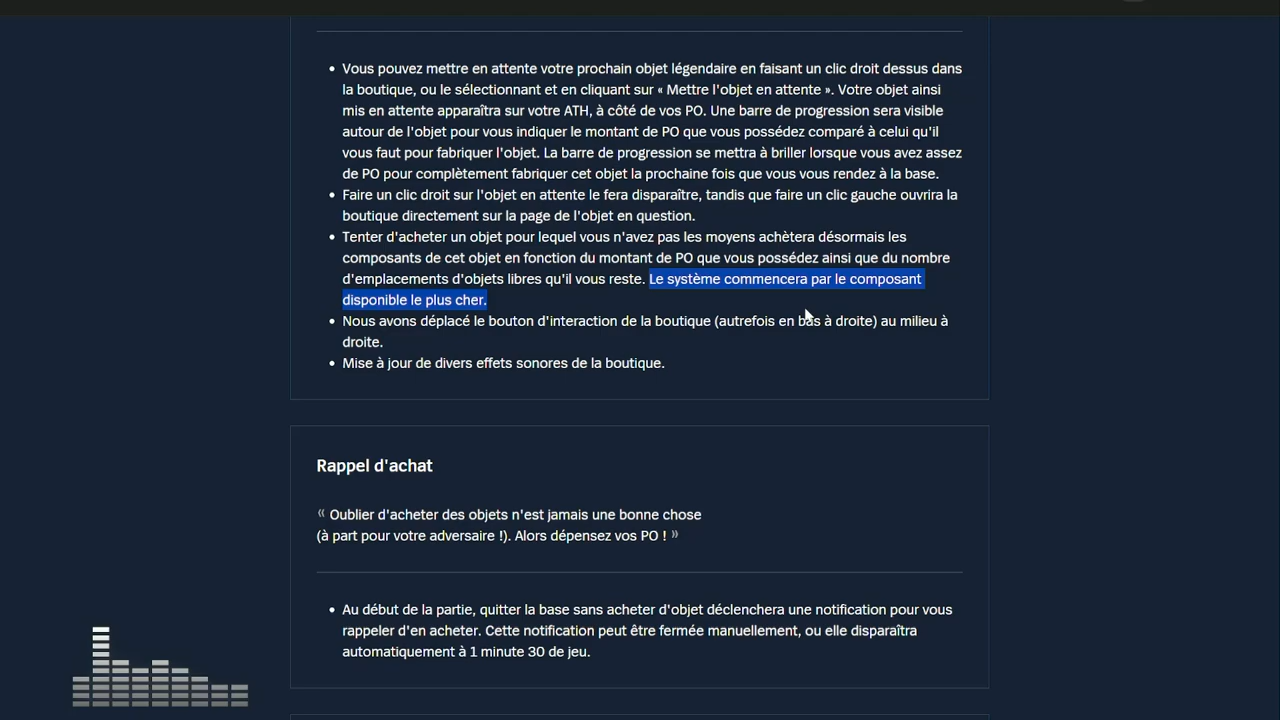 • Vous pouvez mettre en attente votre prochain objet légendaire en faisant un clic droit dessus dans
la boutique, ou le sélectionnant et en cliquant sur « Mettre l'objet en attente ». Votre objet ainsi
mis en attente apparaîtra sur votre ATH, à côté de vos PO. Une barre de progression sera visible
autour de l'objet pour vous indiquer le montant de PO que vous possédez comparé à celui qu'il
vous faut pour fabriquer l'objet. La barre de progression se mettra à briller lorsque vous avez assez
de PO pour complètement fabriquer cet objet la prochaine fois que vous vous rendez à la base.
• Faire un clic droit sur l'objet en attente le fera disparaître, tandis que faire un clic gauche ouvrira la
boutique directement sur la page de l'objet en question.
• Tenter d'acheter un objet pour lequel vous n'avez pas les moyens achètera désormais les
composants de cet objet en fonction du montant de PO que vous possédez ainsi que du nombre
d'emplacements d'objets libres qu'il vous reste. Le système commencera par le composant
disponible le plus cher.
• Nous avons déplacé le bouton d'interaction de la boutique (autrefois en bas à droite) au milieu à
droite.
• Mise à jour de divers effets sonores de la boutique.
Rappel d'achat
« Oublier d'acheter des objets n'est jamais une bonne chose
(à part pour votre adversaire !). Alors dépensez vos PO ! »
• Au début de la partie, quitter la base sans acheter d'objet déclenchera une notification pour vous
rappeler d'en acheter. Cette notification peut être fermée manuellement, ou elle disparaîtra
automatiquement à 1 minute 30 de jeu.